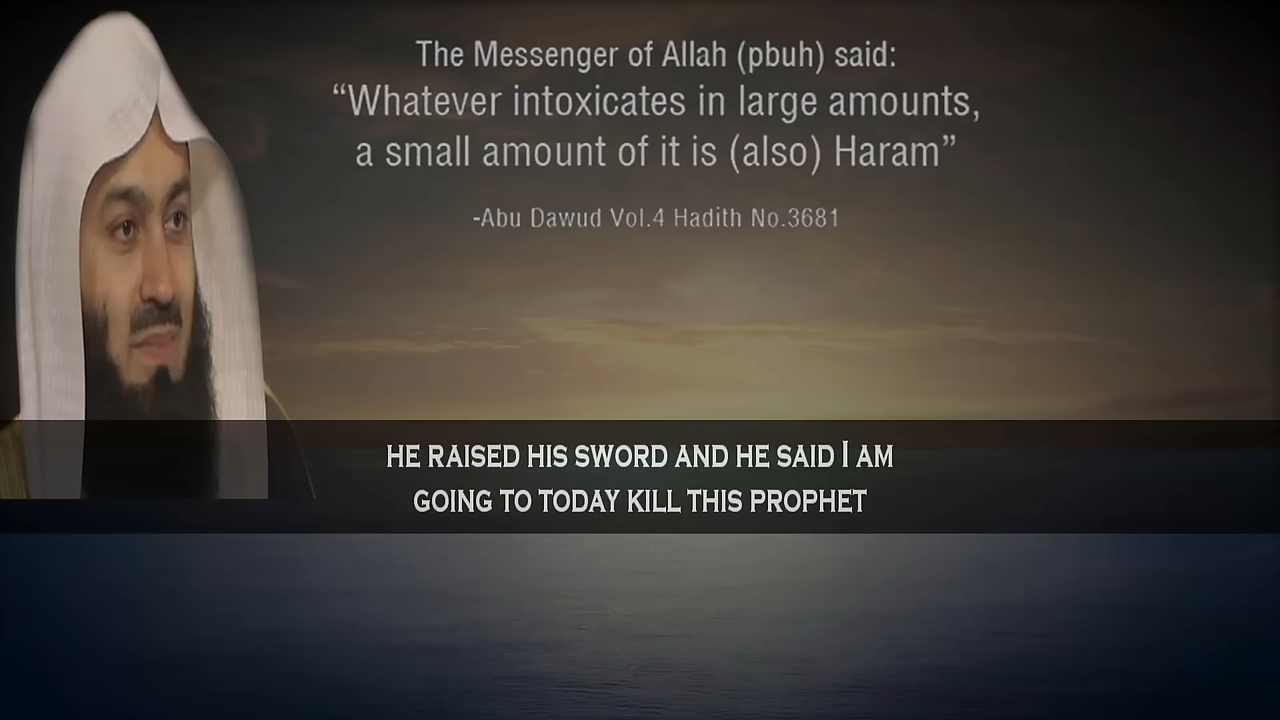 The Messenger of Allah (pbuh) said:
“Whatever intoxicates in large amounts,
a small amount of it is (also) Haram”
-Abu Dawud Vol.4 Hadith No.3681
HE RAISED HIS SWORD AND HE SAID I AM
GOING TO TODAY KILL THIS PROPHET